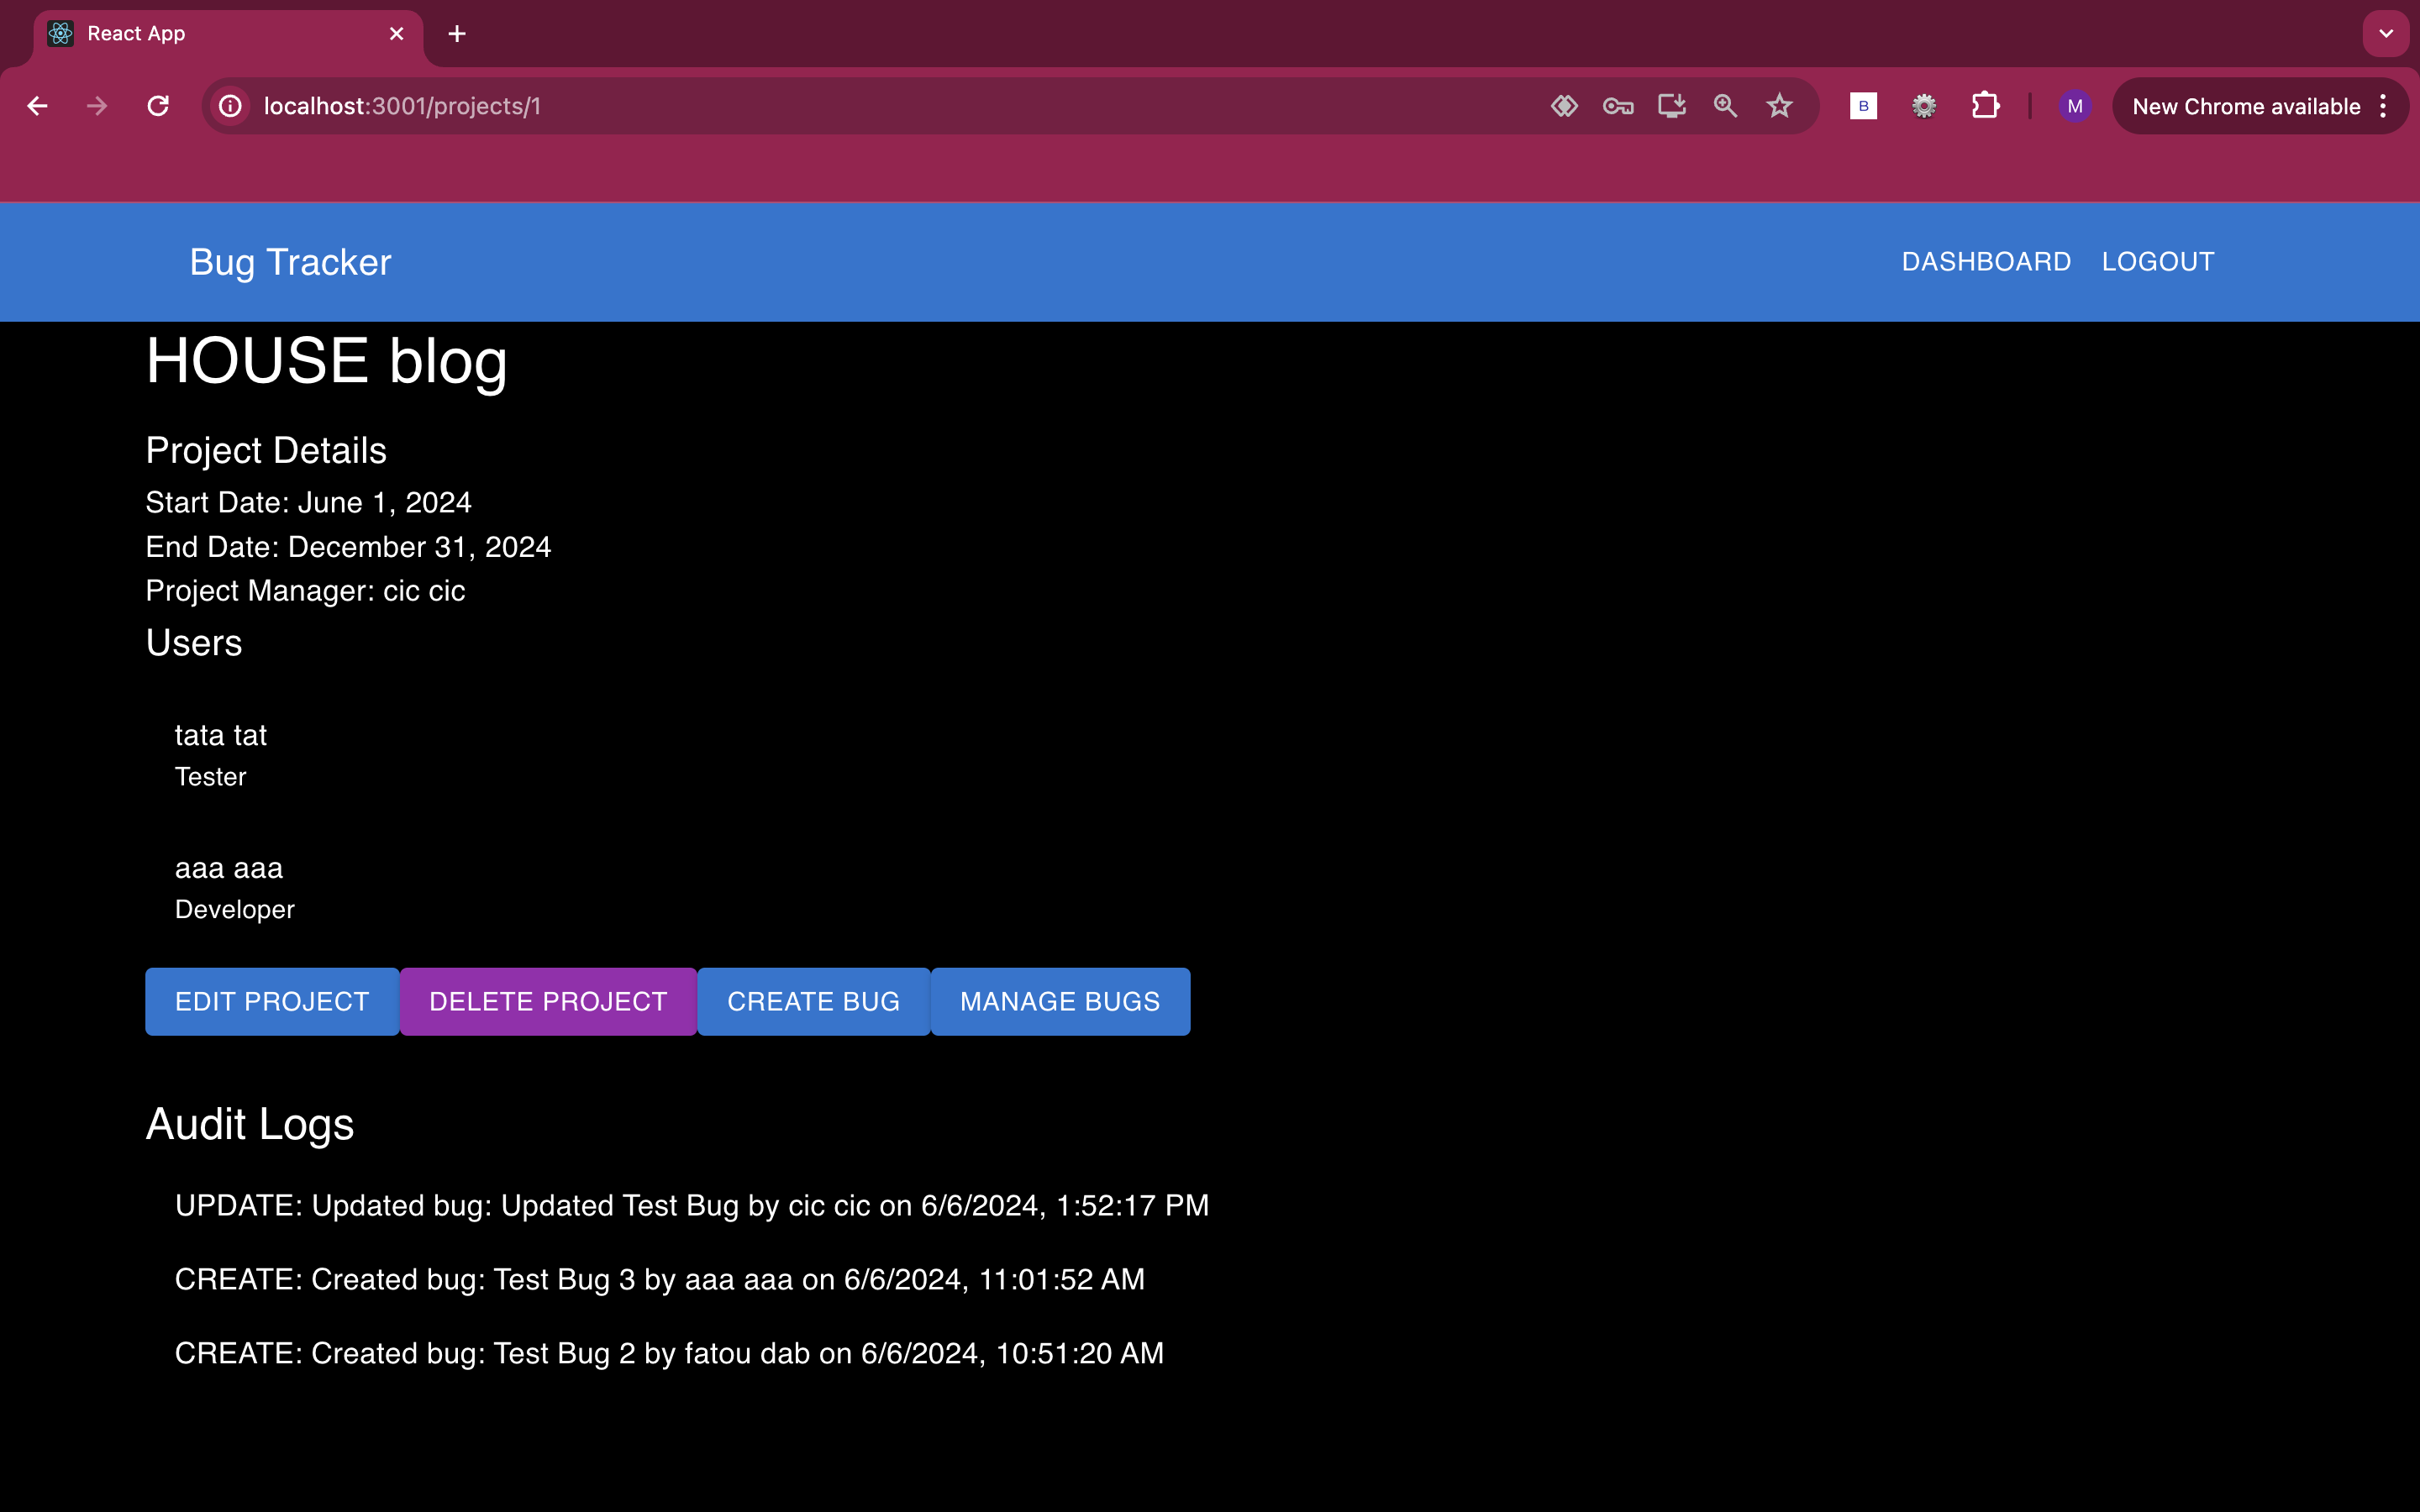 React App
localhost:3001/projects/1
B
M
New Chrome available
Bug Tracker
DASHBOARD
LOGOUT
HOUSE blog
Project Details
Start Date: June 1, 2024
End Date: December 31, 2024
Project Manager: cic cic
Users
tata tat
Tester
aaa aaa
Developer
EDIT PROJECT
DELETE PROJECT
CREATE BUG
MANAGE BUGS
Audit Logs
UPDATE: Updated bug: Updated Test Bug by cic cic on 6/6/2024, 1:52:17 PM
CREATE: Created bug: Test Bug 3 by aaa aaa on 6/6/2024, 11:01:52 AM
CREATE: Created bug: Test Bug 2 by fatou dab on 6/6/2024, 10:51:20 AM